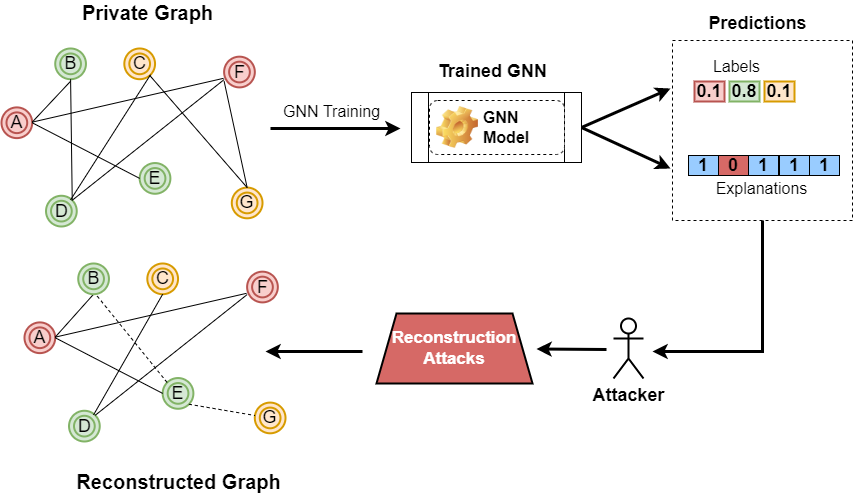 Private Graph
B
C
F
A
E
D
G
GNN Training
Trained GNN
GNN
Model
Predictions
Labels
0.1 0.8 0.1
1 0 1 1 1
Explanations
B
C
F
A
E
D
G
Reconstructed Graph
Reconstruction
Attacks
Attacker